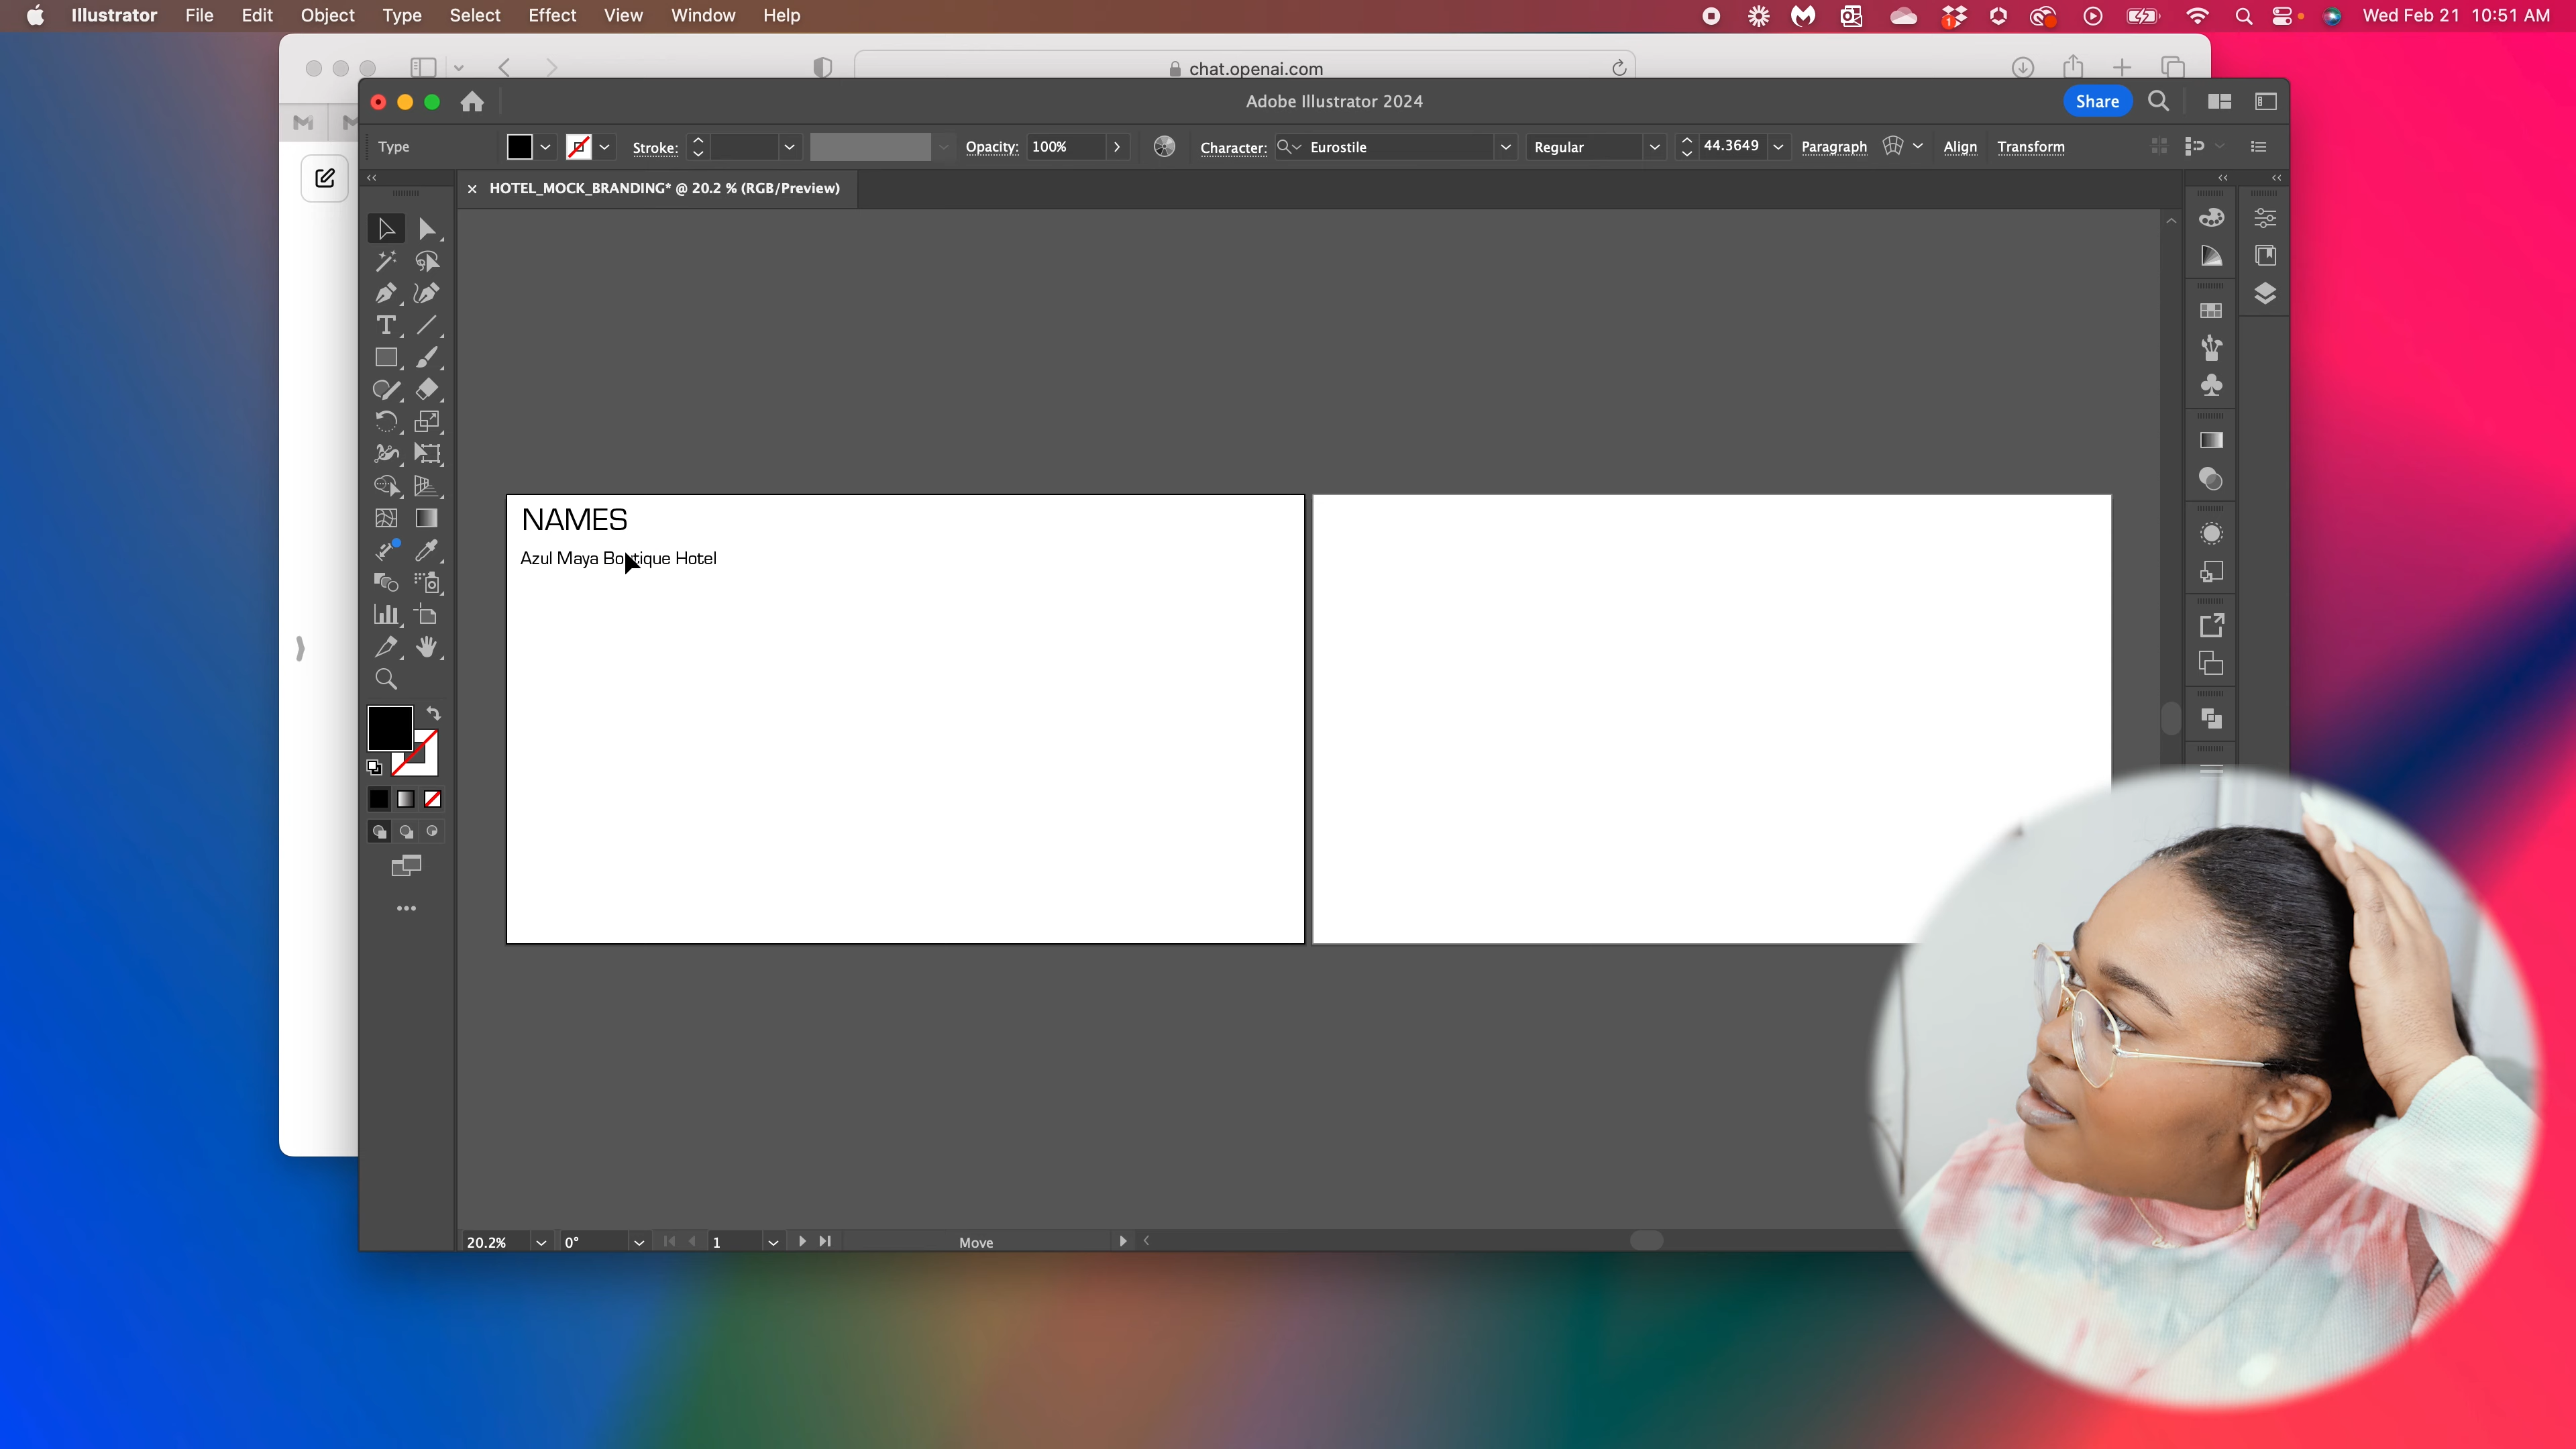 Illustrator File Edit Object Type Select Effect View Window Help
1
Wed Feb 21 10:51 AM
chat.openai.com
Adobe Illustrator 2024
Share
Type
Stroke:
Opacity: 100%
Character: Eurostile
Regular
44.3649
Paragraph
Align
Transform
× HOTEL_MOCK_BRANDING* @ 20.2 % (RGB/Preview)
NAMES
Azul Maya Boutique Hotel
20.2%
0°
1
Move